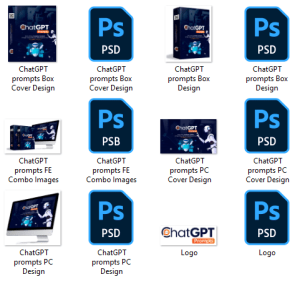 ChatGPT
Ps
PSD
ChatGPT
Ps
PSD
ChatGPT
prompts Box
Cover Design
ChatGPT
prompts Box
Cover Design
ChatGPT
prompts Box
Design
ChatGPT
prompts Box
Design
Ps
PSB
ChatGPT
Ps
PSD
ChatGPT
prompts FE
Combo Images
ChatGPT
prompts FE
Combo Images
ChatGPT
prompts PC
Cover Design
ChatGPT
prompts PC
Cover Design
ChatGPT
Ps
PSD
ChatGPT
Prompts
Ps
PSD
ChatGPT
prompts PC
Design
ChatGPT
prompts PC
Design
Logo
Logo